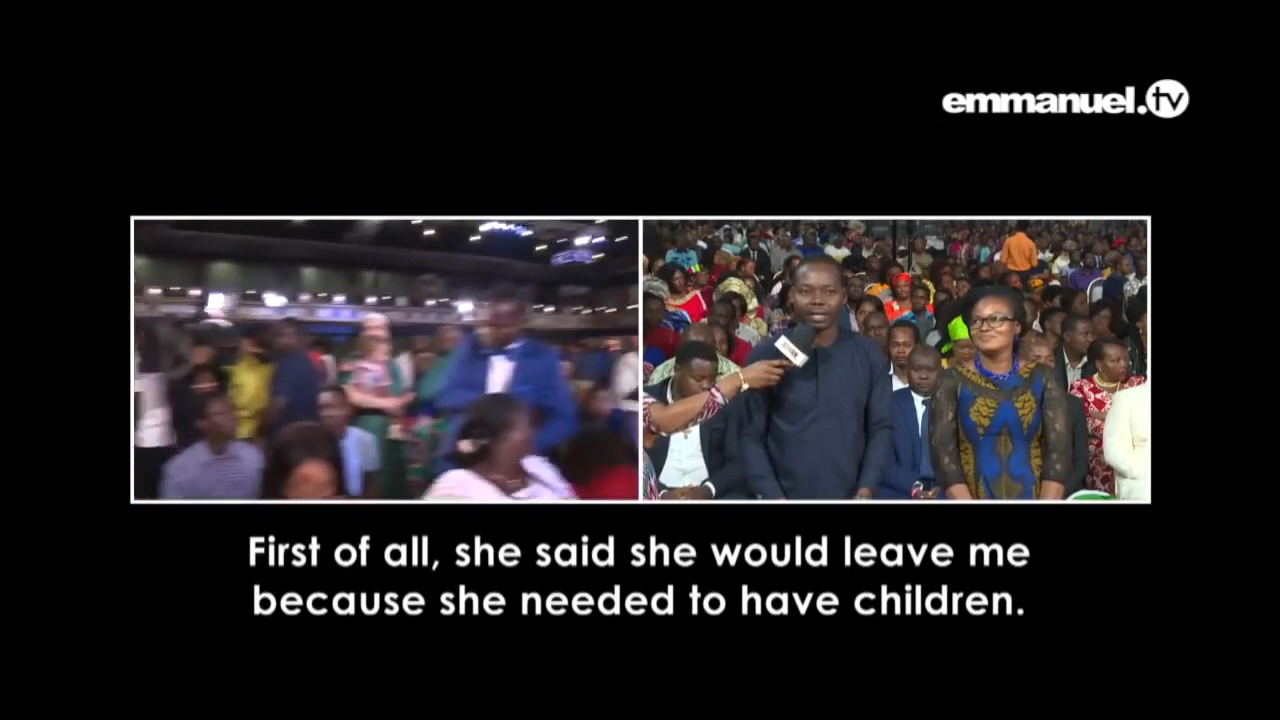 emmanuel.tv
First of all, she said she would leave me
because she needed to have children.